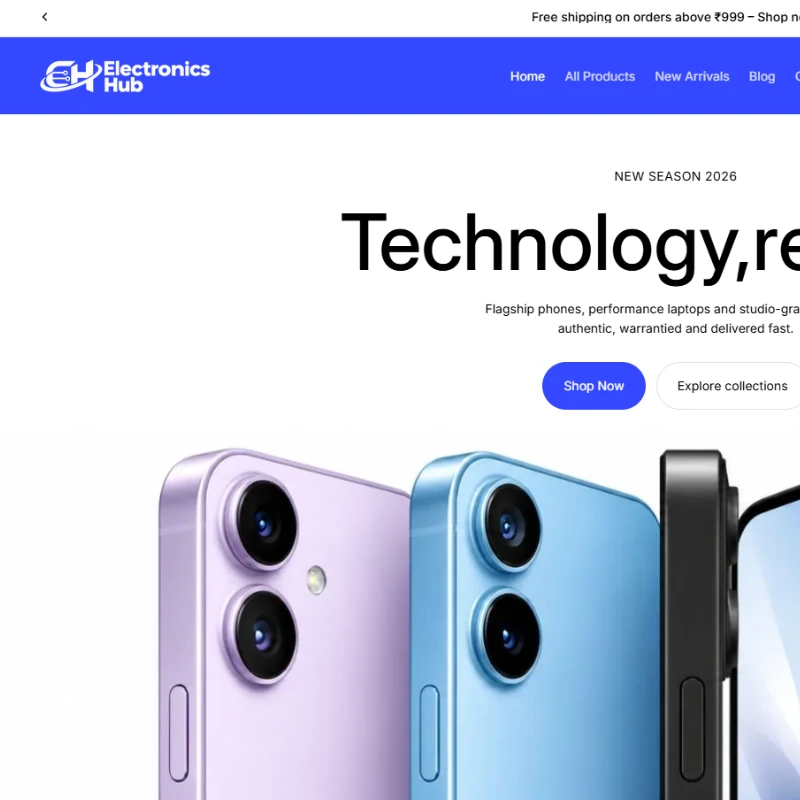 Free shipping on orders above ₹999 – Shop n
EH Electronics
Hub
Home All Products New Arrivals Blog
NEW SEASON 2026
Technology,re
Flagship phones, performance laptops and studio-gra
authentic, warrantied and delivered fast.
Shop Now Explore collections